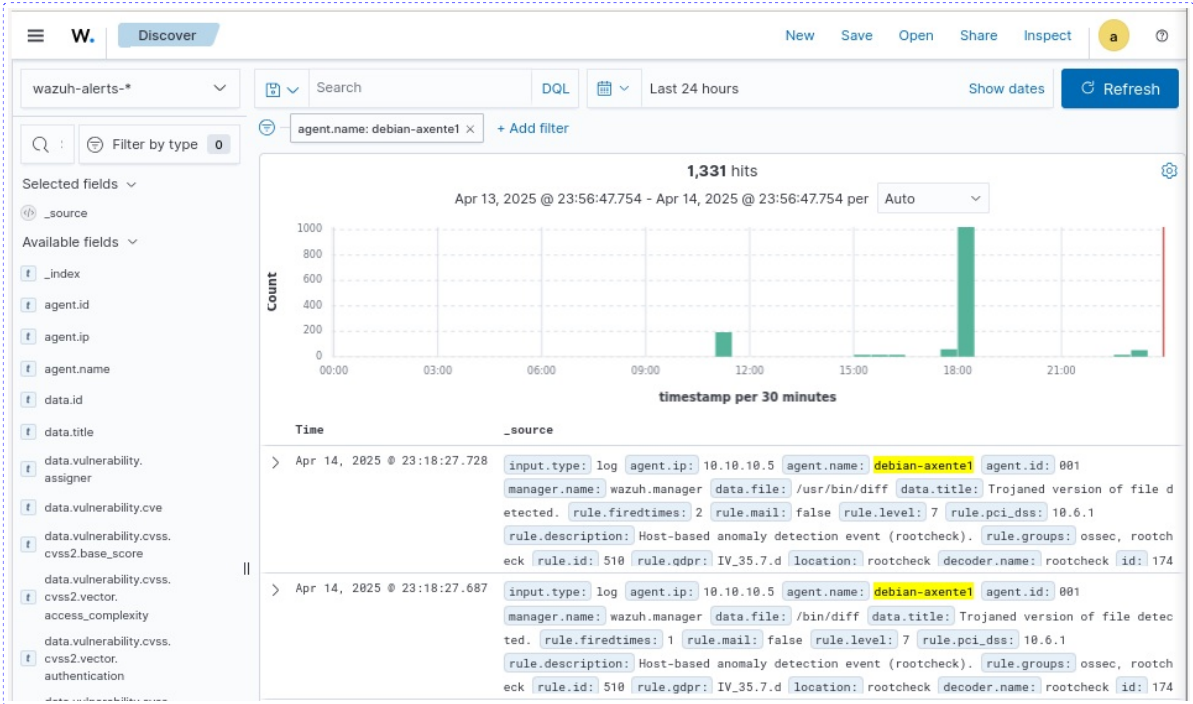 W. Discover New Save Open Share Inspect a
wazuh-alerts-* Search DQL Last 24 hours Show dates Refresh
agent.name: debian-axente1 × + Add filter
Filter by type 0
Selected fields
_source
Available fields
t _index
t agent.id
t agent.ip
t agent.name
t data.id
t data.title
t data.vulnerability.
assigner
t data.vulnerability.cve
t data.vulnerability.cvss.
cvss2.base_score
t data.vulnerability.cvss.
cvss2.vector.
access_complexity
t data.vulnerability.cvss.
cvss2.vector.
authentication
1,331 hits
Apr 13, 2025 @ 23:56:47.754 - Apr 14, 2025 @ 23:56:47.754 per Auto
Count
1000
800
600
400
200
0
00:00 03:00 06:00 09:00 12:00 15:00 18:00 21:00
timestamp per 30 minutes
Time _source
Apr 14, 2025 @ 23:18:27.728 input.type: log agent.ip: 10.10.10.5 agent.name: debian-axente1 agent.id: 001
manager.name: wazuh.manager data.file: /usr/bin/diff data.title: Trojaned version of file d
etected. rule.firedtimes: 2 rule.mail: false rule.level: 7 rule.pci_dss: 10.6.1
rule.description: Host-based anomaly detection event (rootcheck). rule.groups: ossec, rootch
eck rule.id: 510 rule.gdpr: IV_35.7.d location: rootcheck decoder.name: rootcheck id: 174
Apr 14, 2025 @ 23:18:27.687 input.type: log agent.ip: 10.10.10.5 agent.name: debian-axente1 agent.id: 001
manager.name: wazuh.manager data.file: /bin/diff data.title: Trojaned version of file detec
ted. rule.firedtimes: 1 rule.mail: false rule.level: 7 rule.pci_dss: 10.6.1
rule.description: Host-based anomaly detection event (rootcheck). rule.groups: ossec, rootch
eck rule.id: 510 rule.gdpr: IV_35.7.d location: rootcheck decoder.name: rootcheck id: 174